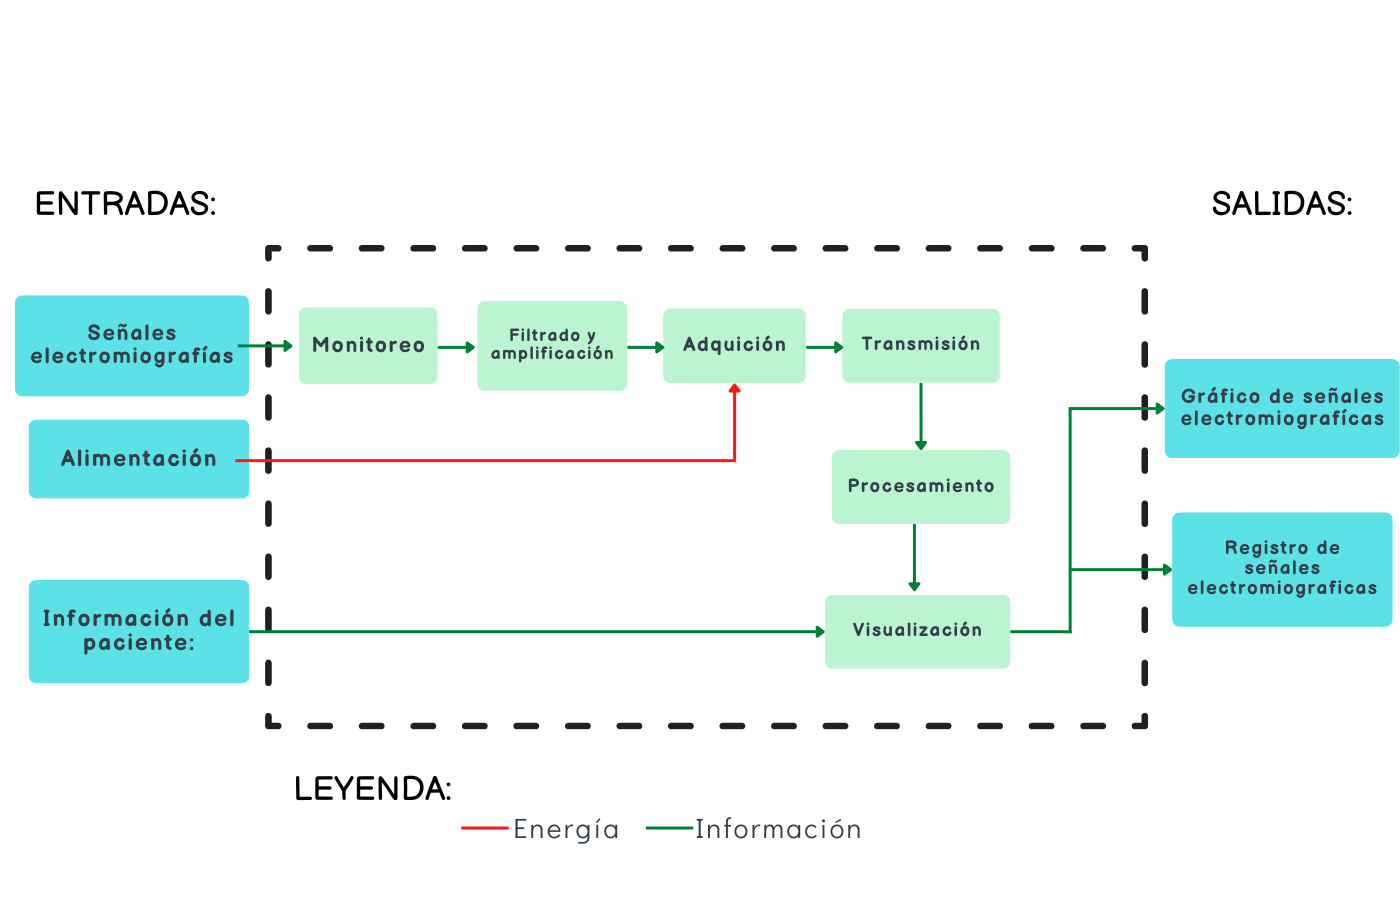 ENTRADAS:
SALIDAS:
Señales
electromiografías
Monitoreo
Filtrado y
amplificación
Adquición
Transmisión
Alimentación
Procesamiento
Información del
paciente:
Visualización
Gráfico de señales
electromiografícas
Registro de
señales
electromiograficas
LEYENDA:
Energía
Información